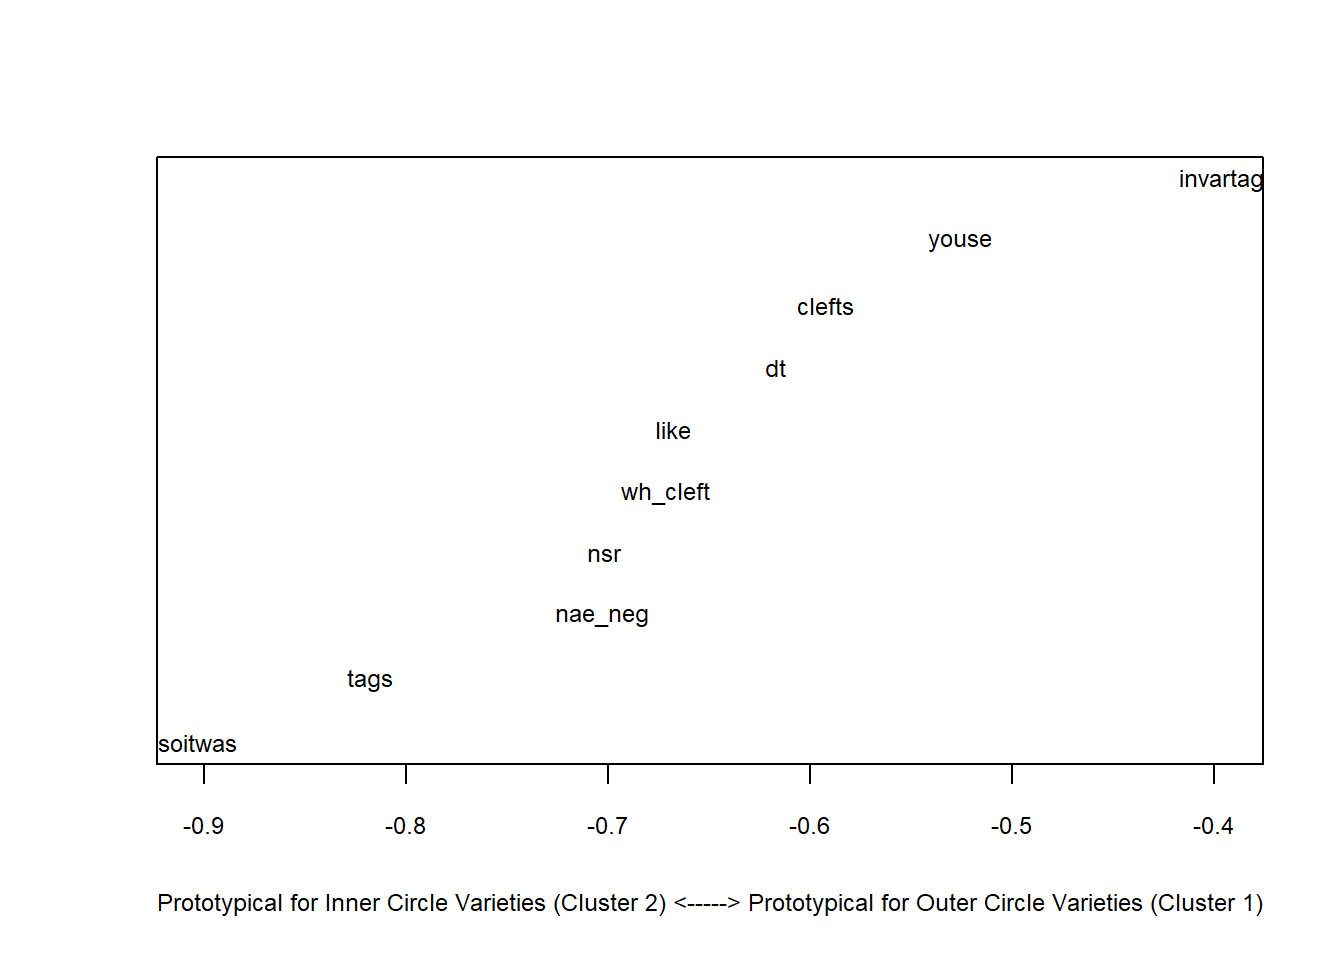 invartag
youse
clefts
dt
like
wh_cleft
nsr
nae_neg
tags
soitwas
-0.9 -0.8 -0.7 -0.6 -0.5 -0.4
Prototypical for Inner Circle Varieties (Cluster 2) <-----> Prototypical for Outer Circle Varieties (Cluster 1)